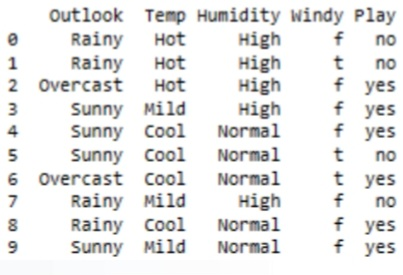 Outlook Temp Humidity Windy Play
0 Rainy Hot High f no
1 Rainy Hot High t no
2 Overcast Hot High f yes
3 Sunny Mild High f yes
4 Sunny Cool Normal f yes
5 Sunny Cool Normal t no
6 Overcast Cool Normal t yes
7 Rainy Mild High f no
8 Rainy Cool Normal f yes
9 Sunny Mild Normal f yes